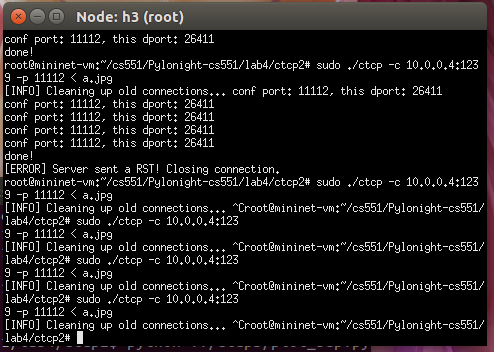 Node: h3 (root)
conf port: 11112, this dport: 26411
done!
root@mininet-vm:~/cs551/Pylonight-cs551/lab4/ctcp2# sudo ./ctcp -c 10.0.0.4:123
9 -p 11112 < a.jpg
[INFO] Cleaning up old connections... conf port: 11112, this dport: 26411
conf port: 11112, this dport: 26411
conf port: 11112, this dport: 26411
conf port: 11112, this dport: 26411
conf port: 11112, this dport: 26411
done!
[ERROR] Server sent a RST! Closing connection.
root@mininet-vm:~/cs551/Pylonight-cs551/lab4/ctcp2# sudo ./ctcp -c 10.0.0.4:123
9 -p 11112 < a.jpg
[INFO] Cleaning up old connections... ^Croot@mininet-vm:~/cs551/Pylonight-cs551/
lab4/ctcp2# sudo ./ctcp -c 10.0.0.4:123
9 -p 11112 < a.jpg
[INFO] Cleaning up old connections... ^Croot@mininet-vm:~/cs551/Pylonight-cs551/
lab4/ctcp2# sudo ./ctcp -c 10.0.0.4:123
9 -p 11112 < a.jpg
[INFO] Cleaning up old connections... ^Croot@mininet-vm:~/cs551/Pylonight-cs551/
lab4/ctcp2# sudo ./ctcp -c 10.0.0.4:123
9 -p 11112 < a.jpg
[INFO] Cleaning up old connections... ^Croot@mininet-vm:~/cs551/Pylonight-cs551/
lab4/ctcp2#